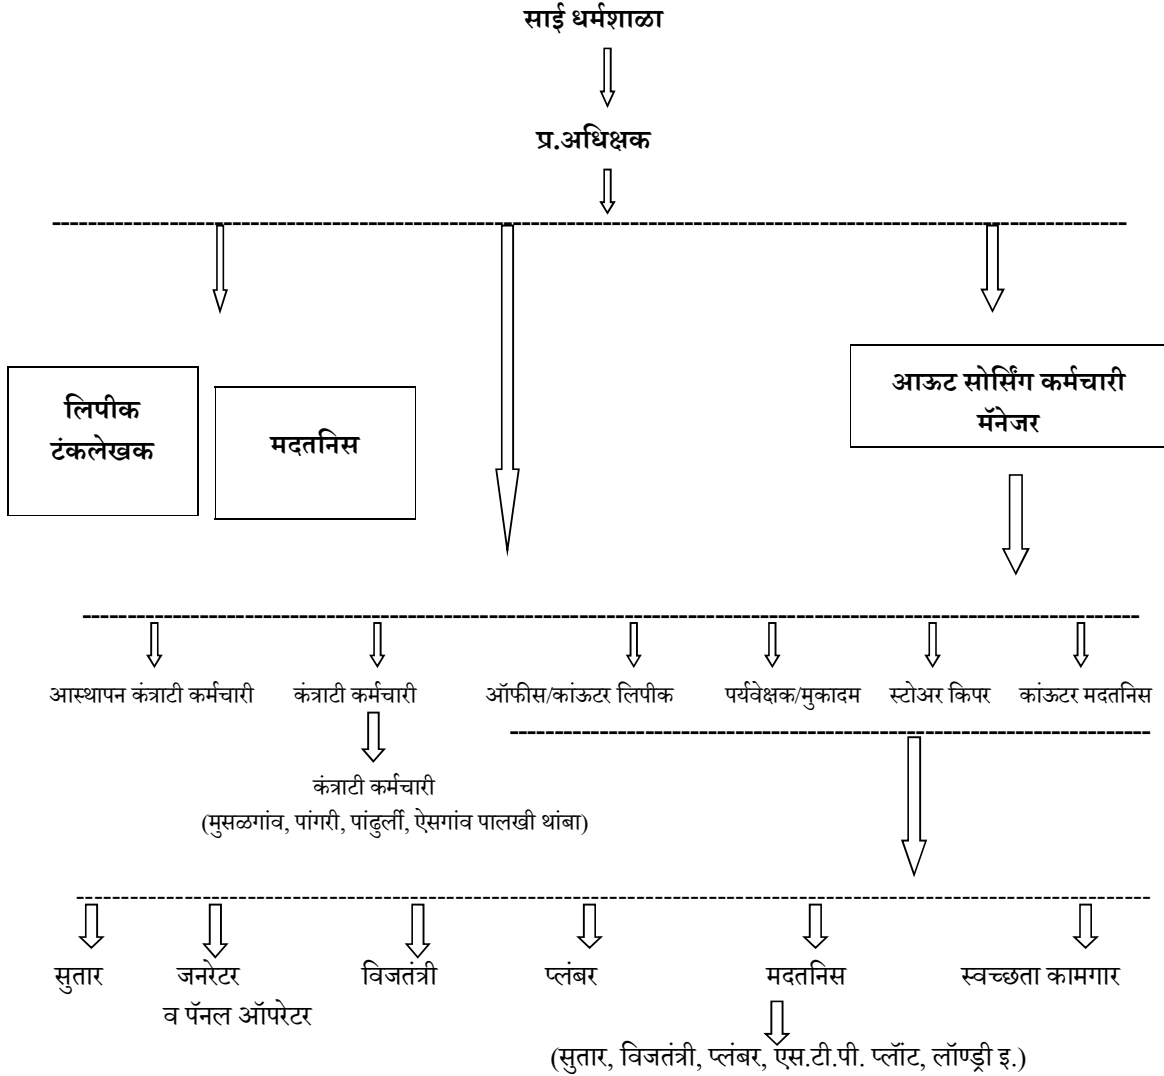 साई धर्मशाळा
प्र.अधिक्षक
लिपीक
टंकलेखक
मदतनिस
आऊट सोर्सिंग कर्मचारी
मॅनेजर
आस्थापन कंत्राटी कर्मचारी
कंत्राटी कर्मचारी
ऑफीस/कांऊटर लिपीक
पर्यवेक्षक/मुकादम
स्टोअर किपर
कांऊटर मदतनिस
कंत्राटी कर्मचारी
(मुसळगांव, पांगरी, पांढुर्ली, ऐसगांव पालखी थांबा)
सुतार
जनरेटर
व पॅनल ऑपरेटर
विजतंत्री
प्लंबर
मदतनिस
स्वच्छता कामगार
(सुतार, विजतंत्री, प्लंबर, एस.टी.पी. प्लॉंट, लॉण्ड्री इ.)